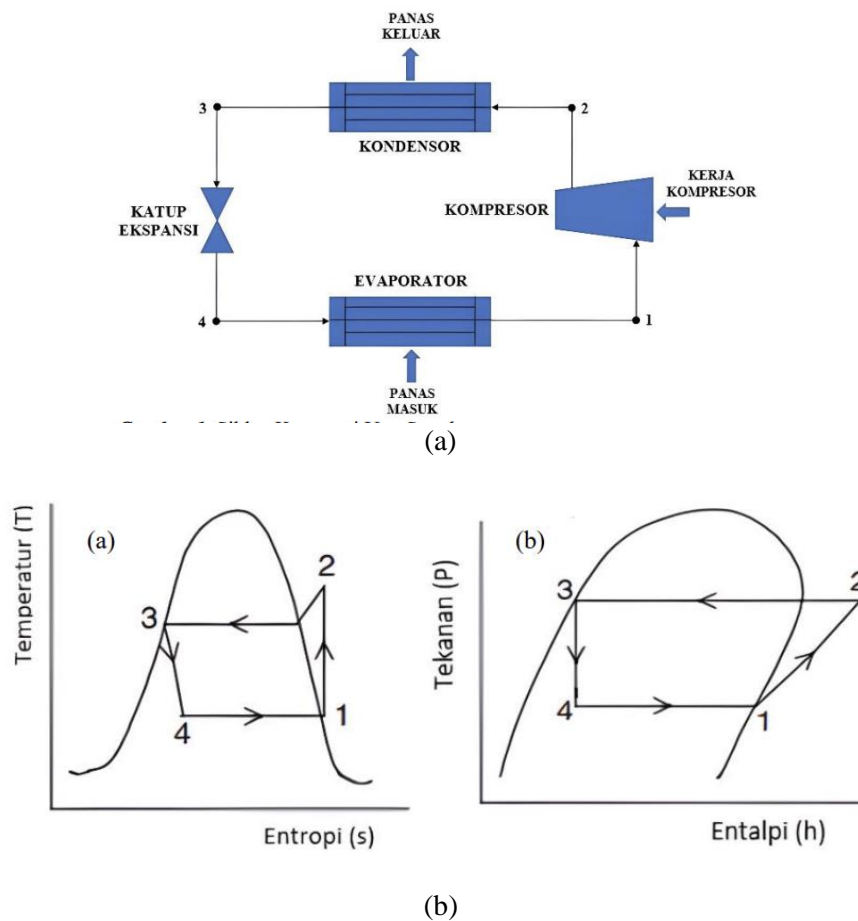 PANAS
KELUAR
3
2
KONDENSOR
KERJA
KOMPRESOR
KATUP
EKSPANSI
KOMPRESOR
EVAPORATOR
4
1
PANAS
MASUK
(a)
Temperatur (T)
(a)
2
3
4
1
Entropi (s)
Tekanan (P)
(b)
3
2
4
1
Entalpi (h)
(b)